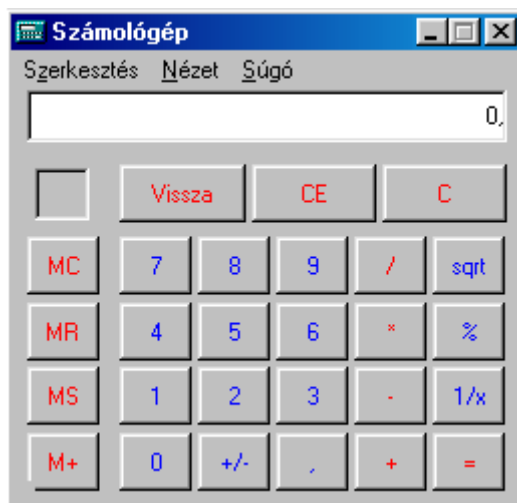 Számológép
Szerkesztés Nézet Súgó
0,
Vissza CE C
MC 7 8 9 / sqrt
MR 4 5 6 * %
MS 1 2 3 - 1/x
M+ 0 +/- , + =